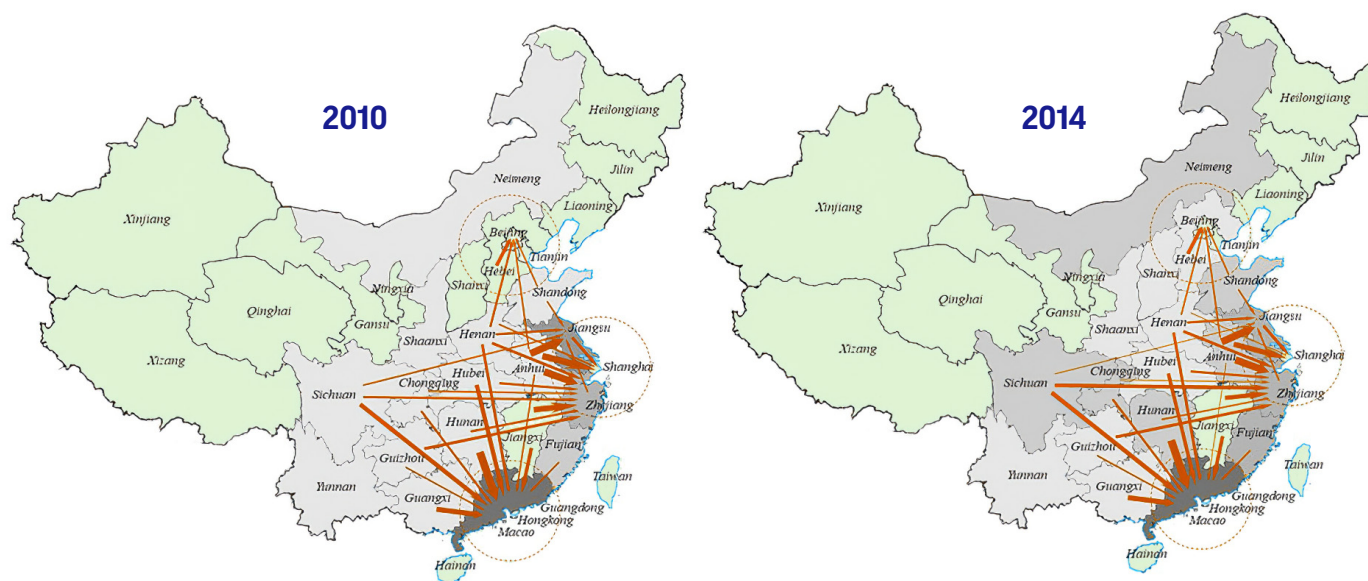 2010
Heilongjiang
Jilin
Neimeng
Liaoning
Xinjiang
Beijing
Tianjin
Hebei
Shanxi
Ningxia
Shandong
Qinghai
Gansu
Jiangsu
Henan
Shaanxi
Xizang
Shanghai
Anhui
Hubei
Chongqing
Sichuan
Zhijiang
Hunan
Jiangxi
Fujian
Guizhou
Taiwan
Yunnan
Guangxi
Guangdong
Hongkong
Macao
Hainan
2014
Heilongjiang
Jilin
Neimeng
Liaoning
Xinjiang
Beijing
Tianjin
Hebei
Shanxi
Ningxia
Shandong
Qinghai
Gansu
Jiangsu
Henan
Shaanxi
Xizang
Shanghai
Anhui
Hubei
Chongqing
Sichuan
Zhijiang
Hunan
Jiangxi
Fujian
Guizhou
Taiwan
Yunnan
Guangxi
Guangdong
Hongkong
Macao
Hainan